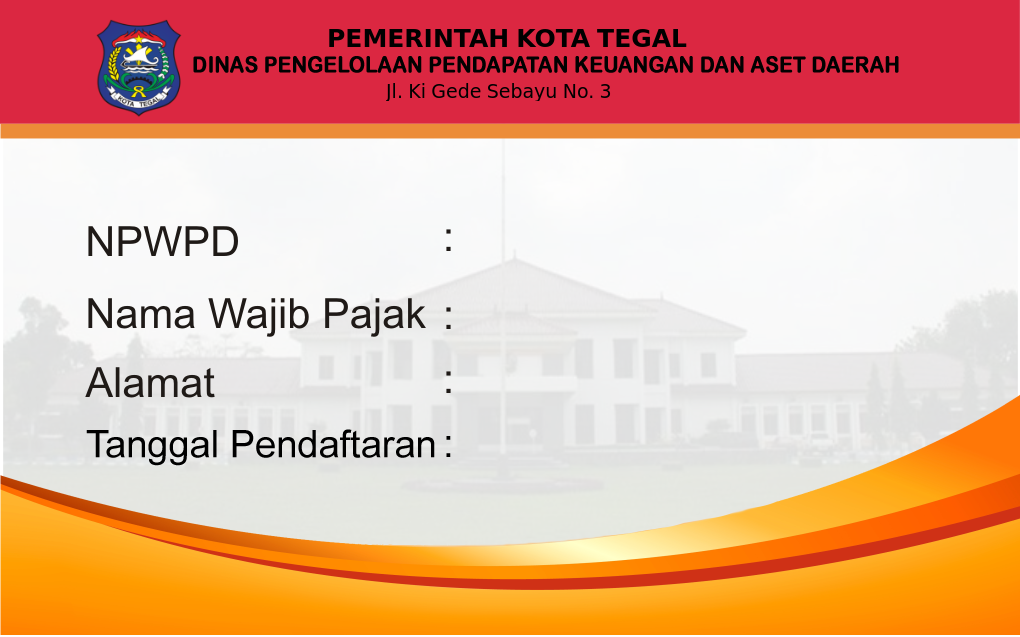 PEMERINTAH KOTA TEGAL
DINAS PENGELOLAAN PENDAPATAN KEUANGAN DAN ASET DAERAH
Jl. Ki Gede Sebayu No. 3
KOTA TEGAL
NPWPD :
Nama Wajib Pajak :
Alamat :
Tanggal Pendaftaran :